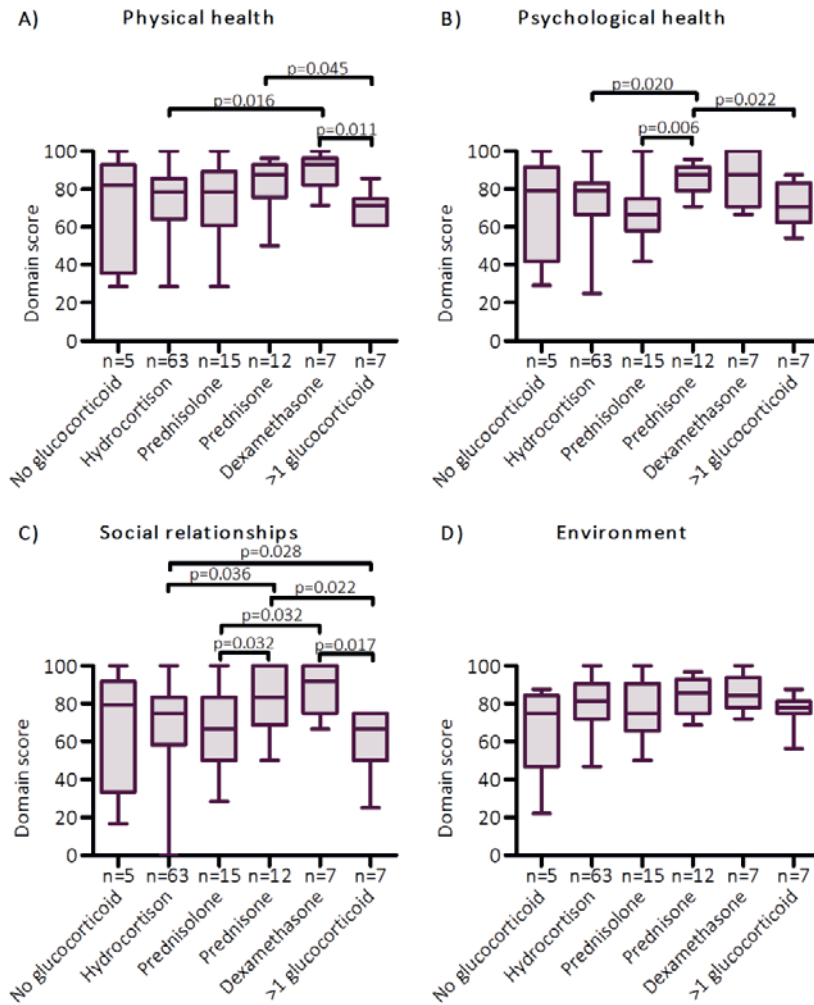 A) Physical health
p=0.045
p=0.016
p=0.011
Domain score
100
80
60
40
20
0
n=5 n=63 n=15 n=12 n=7 n=7
No glucocorticoid
Hydrocortison
Prednisolone
Prednisone
Dexamethasone
>1 glucocorticoid
B) Psychological health
p=0.020
p=0.022
p=0.006
Domain score
100
80
60
40
20
0
n=5 n=63 n=15 n=12 n=7 n=7
No glucocorticoid
Hydrocortison
Prednisolone
Prednisone
Dexamethasone
>1 glucocorticoid
C) Social relationships
p=0.028
p=0.036
p=0.022
p=0.032
p=0.032
p=0.017
Domain score
100
80
60
40
20
0
n=5 n=63 n=15 n=12 n=7 n=7
No glucocorticoid
Hydrocortison
Prednisolone
Prednisone
Dexamethasone
>1 glucocorticoid
D) Environment
Domain score
100
80
60
40
20
0
n=5 n=63 n=15 n=12 n=7 n=7
No glucocorticoid
Hydrocortison
Prednisolone
Prednisone
Dexamethasone
>1 glucocorticoid